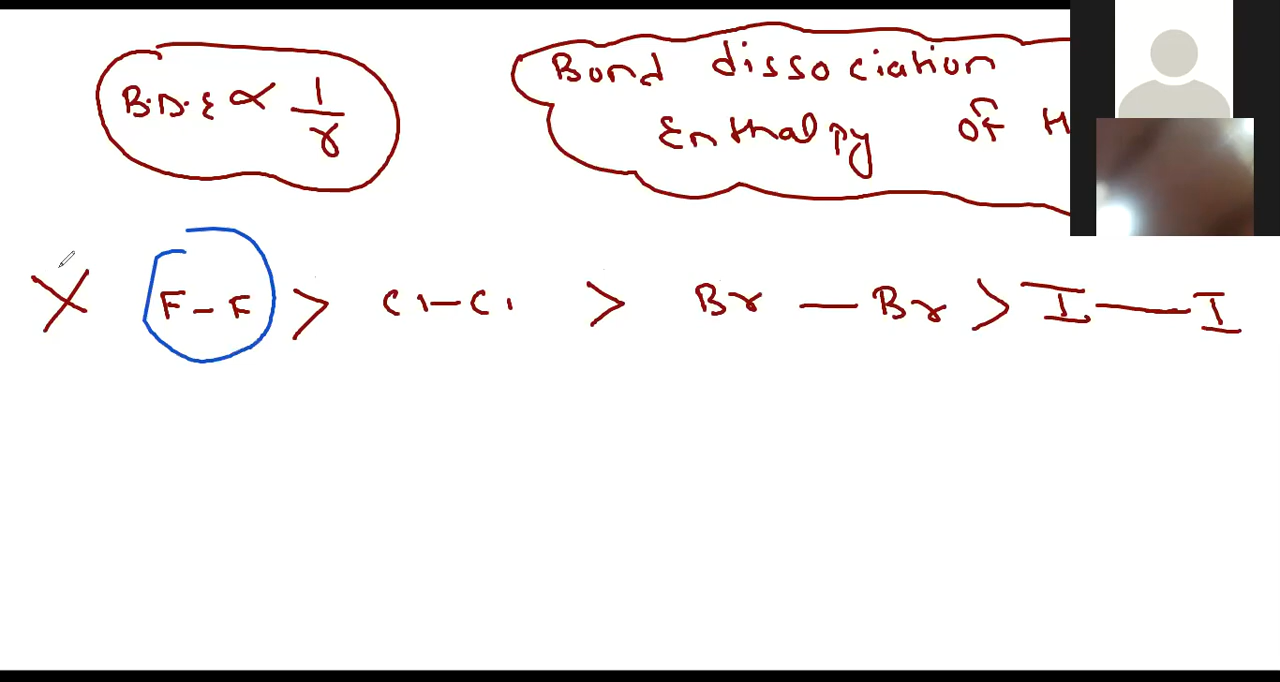 B.D.E ∝ 1/r
Bond dissociation
Enthalpy of H
X F-F > Cl-Cl > Br-Br > I-I